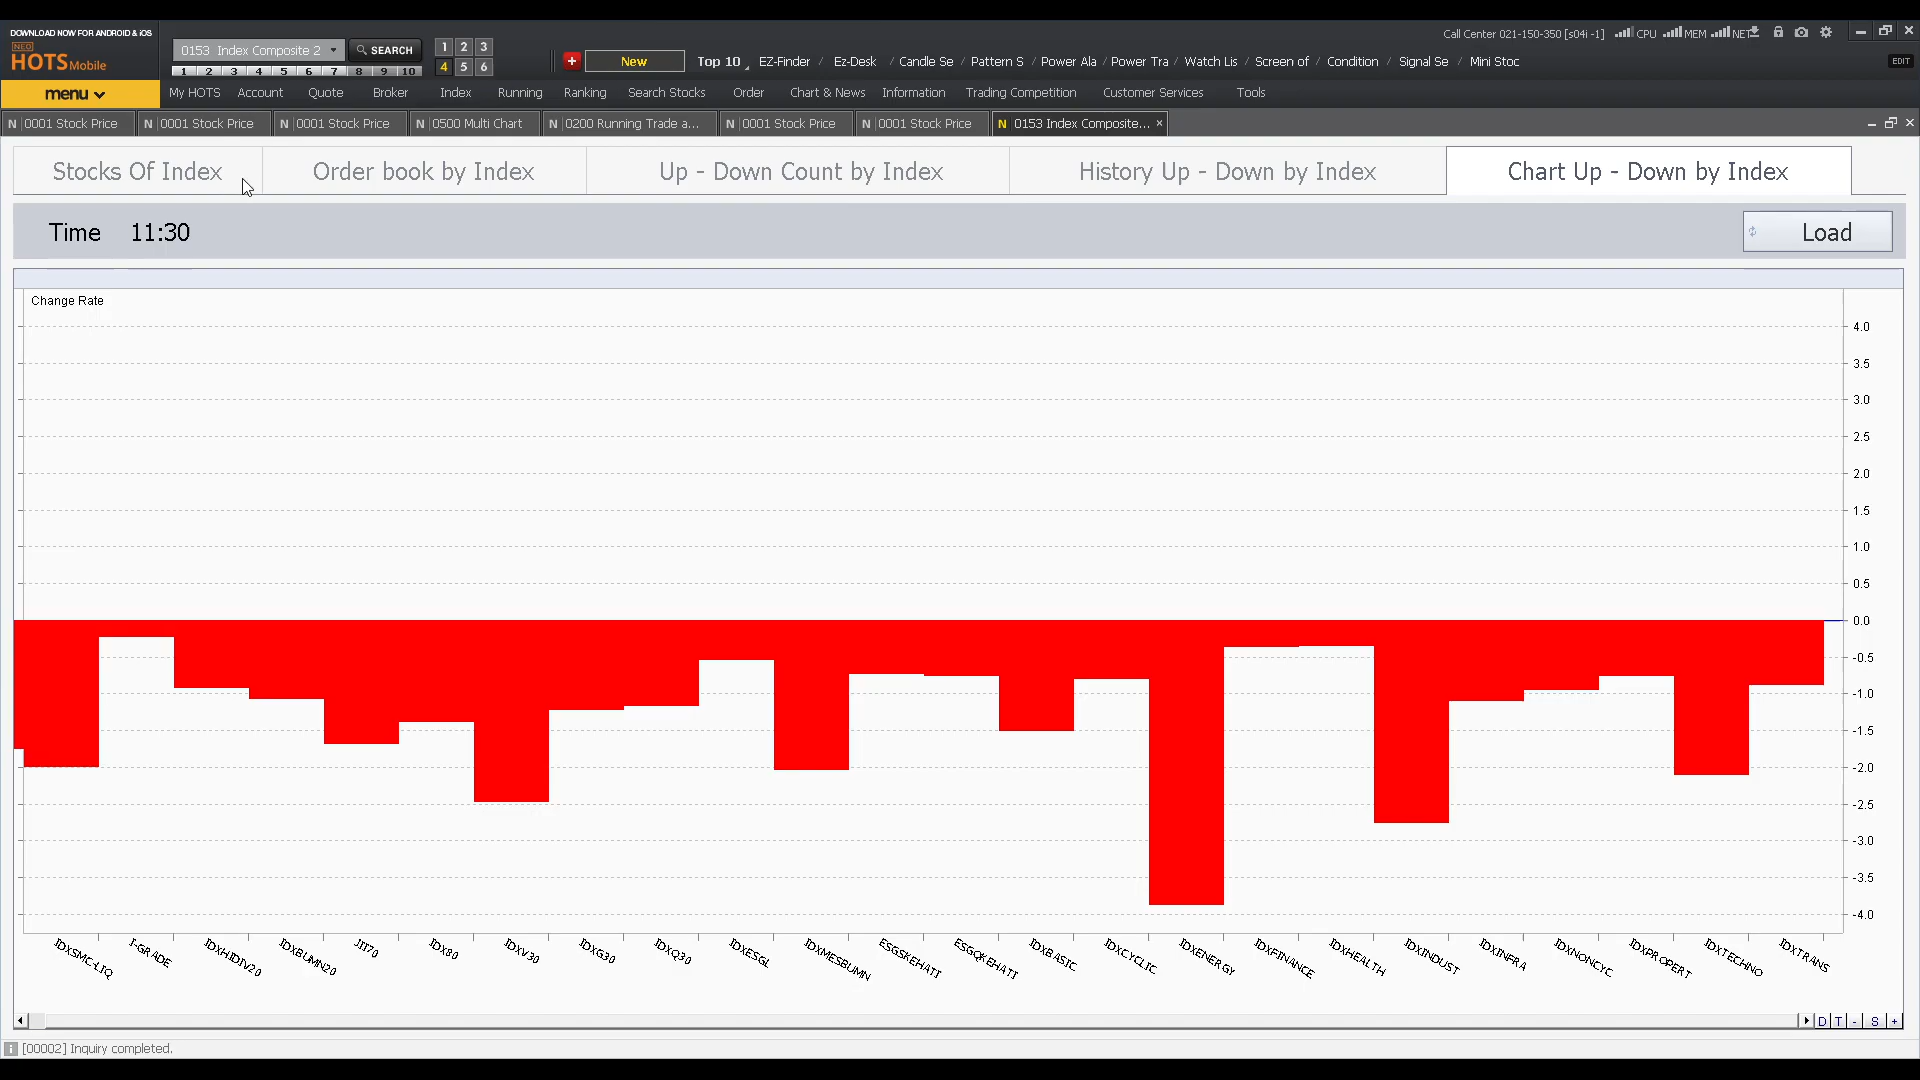 DOWNLOAD NOW FOR ANDROID & iOS
NEO
HOTS Mobile
0153 Index Composite 2
SEARCH
1 2 3
4 5 6
1 2 3 4 5 6 7 8 9 10
New
Top 10
EZ-Finder / Ez-Desk / Candle Se / Pattern S / Power Ala / Power Tra / Watch Lis / Screen of / Condition / Signal Se / Mini Stoc
Call Center 021-150-350 [s04i -1]
CPU
MEM
NET
EDIT
menu
My HOTS Account Quote Broker Index Running Ranking Search Stocks Order Chart & News Information Trading Competition Customer Services Tools
N 0001 Stock Price
N 0001 Stock Price
N 0001 Stock Price
N 0500 Multi Chart
N 0200 Running Trade a...
N 0001 Stock Price
N 0001 Stock Price
N 0153 Index Composite... ×
Stocks Of Index
Order book by Index
Up - Down Count by Index
History Up - Down by Index
Chart Up - Down by Index
Time 11:30
Load
Change Rate
4.0
3.5
3.0
2.5
2.0
1.5
1.0
0.5
0.0
-0.5
-1.0
-1.5
-2.0
-2.5
-3.0
-3.5
-4.0
IDXSMC-LIQ
I-GRADE
IDXHIDIV20
IDXBUMN20
JII70
IDX80
IDXV30
IDXG30
IDXQ30
IDXESGL
IDXMESBUMN
ESGSKEHATI
ESGQKEHATI
IDXBASIC
IDXCYCLIC
IDXENERGY
IDXFINANCE
IDXHEALTH
IDXINDUST
IDXINFRA
IDXNONCYC
IDXPROPERT
IDXTECHNO
IDXTRANS
D T - S +
[00002] Inquiry completed.